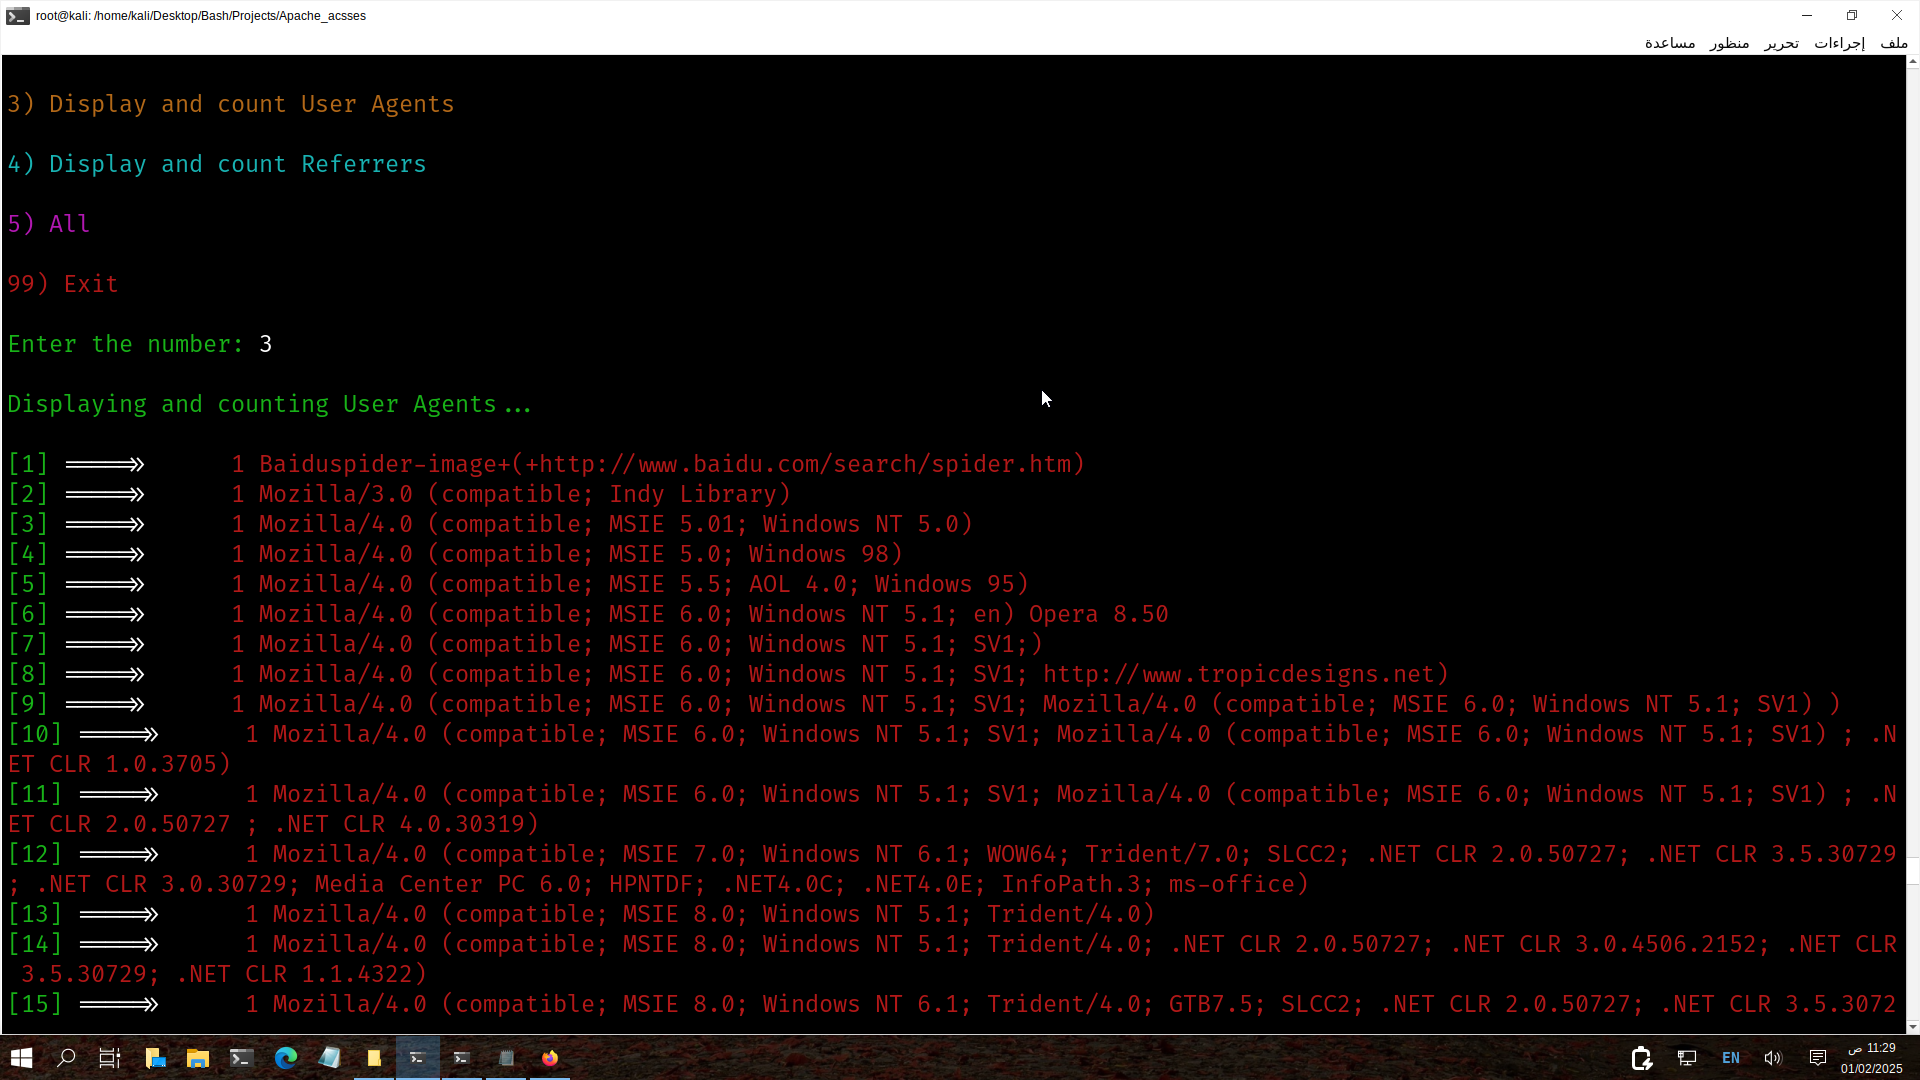 root@kali: /home/kali/Desktop/Bash/Projects/Apache_acsses
ملف إجراءات تحرير منظور مساعدة
3) Display and count User Agents
4) Display and count Referrers
5) All
99) Exit
Enter the number: 3
Displaying and counting User Agents...
[1] =====>> 1 Baiduspider-image+(+http://www.baidu.com/search/spider.htm)
[2] =====>> 1 Mozilla/3.0 (compatible; Indy Library)
[3] =====>> 1 Mozilla/4.0 (compatible; MSIE 5.01; Windows NT 5.0)
[4] =====>> 1 Mozilla/4.0 (compatible; MSIE 5.0; Windows 98)
[5] =====>> 1 Mozilla/4.0 (compatible; MSIE 5.5; AOL 4.0; Windows 95)
[6] =====>> 1 Mozilla/4.0 (compatible; MSIE 6.0; Windows NT 5.1; en) Opera 8.50
[7] =====>> 1 Mozilla/4.0 (compatible; MSIE 6.0; Windows NT 5.1; SV1;)
[8] =====>> 1 Mozilla/4.0 (compatible; MSIE 6.0; Windows NT 5.1; SV1; http://www.tropicdesigns.net)
[9] =====>> 1 Mozilla/4.0 (compatible; MSIE 6.0; Windows NT 5.1; SV1; Mozilla/4.0 (compatible; MSIE 6.0; Windows NT 5.1; SV1) )
[10] =====>> 1 Mozilla/4.0 (compatible; MSIE 6.0; Windows NT 5.1; SV1; Mozilla/4.0 (compatible; MSIE 6.0; Windows NT 5.1; SV1) ; .N
ET CLR 1.0.3705)
[11] =====>> 1 Mozilla/4.0 (compatible; MSIE 6.0; Windows NT 5.1; SV1; Mozilla/4.0 (compatible; MSIE 6.0; Windows NT 5.1; SV1) ; .N
ET CLR 2.0.50727 ; .NET CLR 4.0.30319)
[12] =====>> 1 Mozilla/4.0 (compatible; MSIE 7.0; Windows NT 6.1; WOW64; Trident/7.0; SLCC2; .NET CLR 2.0.50727; .NET CLR 3.5.30729
; .NET CLR 3.0.30729; Media Center PC 6.0; HPNTDF; .NET4.0C; .NET4.0E; InfoPath.3; ms-office)
[13] =====>> 1 Mozilla/4.0 (compatible; MSIE 8.0; Windows NT 5.1; Trident/4.0)
[14] =====>> 1 Mozilla/4.0 (compatible; MSIE 8.0; Windows NT 5.1; Trident/4.0; .NET CLR 2.0.50727; .NET CLR 3.0.4506.2152; .NET CLR
3.5.30729; .NET CLR 1.1.4322)
[15] =====>> 1 Mozilla/4.0 (compatible; MSIE 8.0; Windows NT 6.1; Trident/4.0; GTB7.5; SLCC2; .NET CLR 2.0.50727; .NET CLR 3.5.3072
EN
11:29 ص
01/02/2025